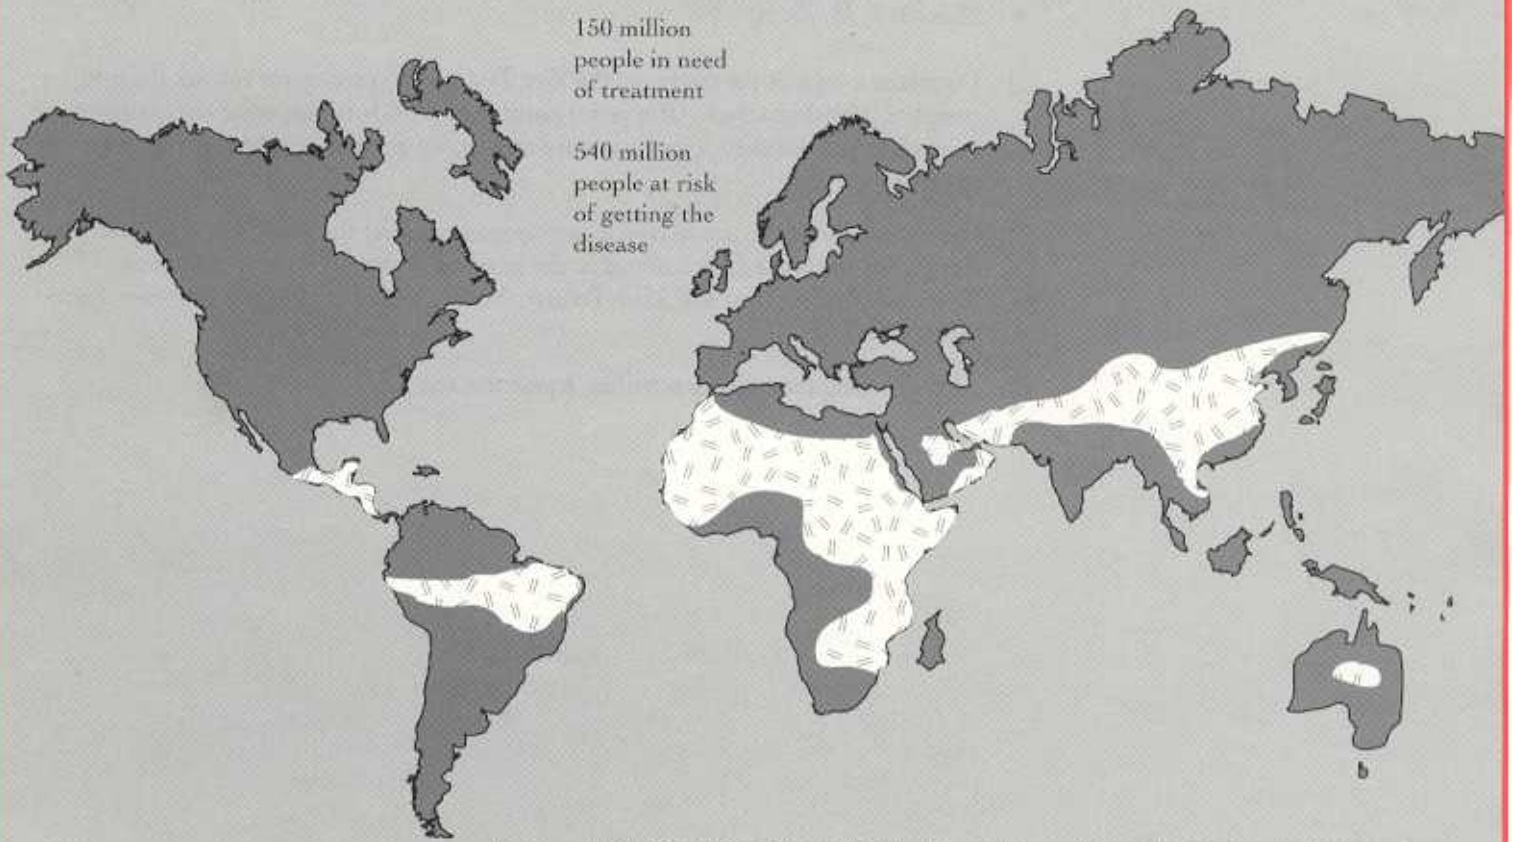 150 million
people in need
of treatment
540 million
people at risk
of getting the
disease